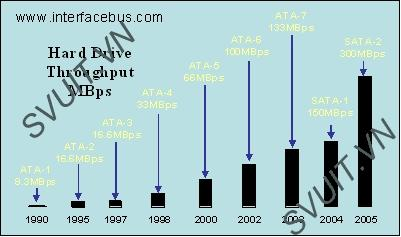 www.interfacebus.com
Hard Drive
Throughput
MBps
ATA-1
8.3MBps
ATA-2
16.6MBps
ATA-3
16.6MBps
ATA-4
33MBps
ATA-5
66MBps
ATA-6
100MBps
ATA-7
133MBps
SATA-1
150MBps
SATA-2
300MBps
1990 1995 1997 1998 2000 2002 2003 2004 2005
SVUIT.VN
SVUIT.VN
SVUIT.VN